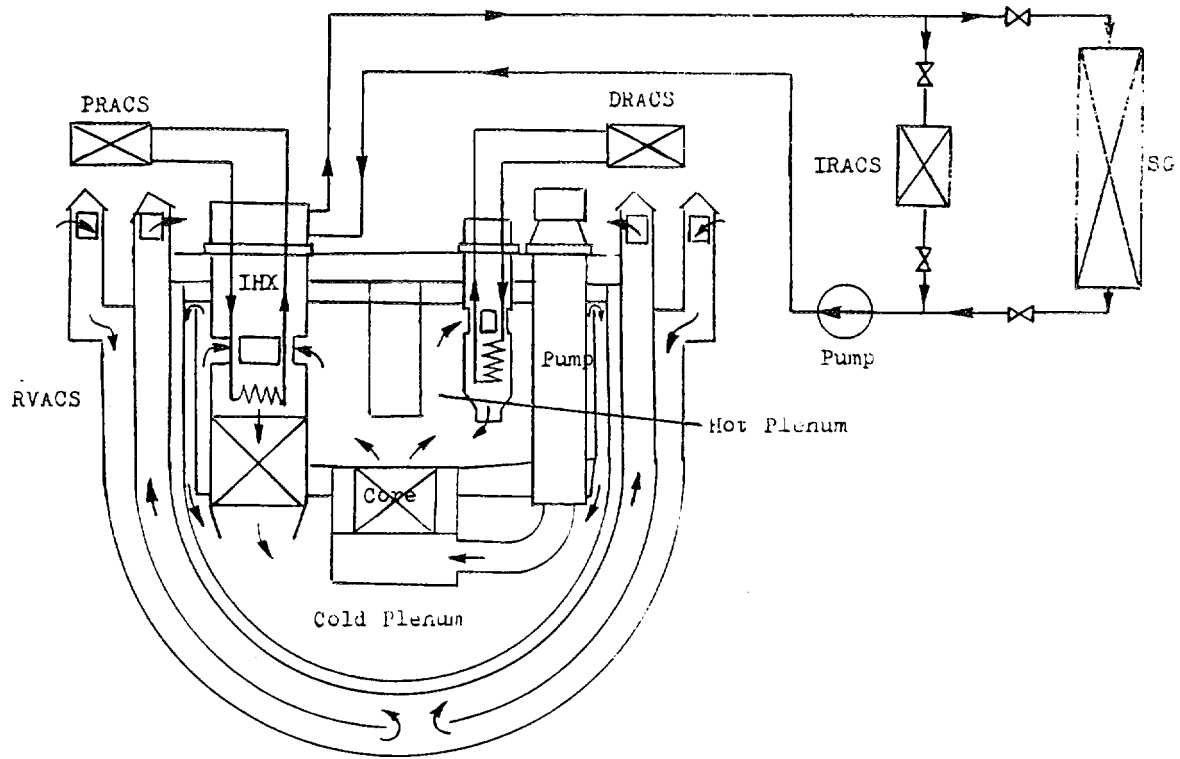 PRACS
DRACS
IRACS
SG
IHX
Pump
Pump
RVACS
Hot Plenum
Core
Cold Plenum